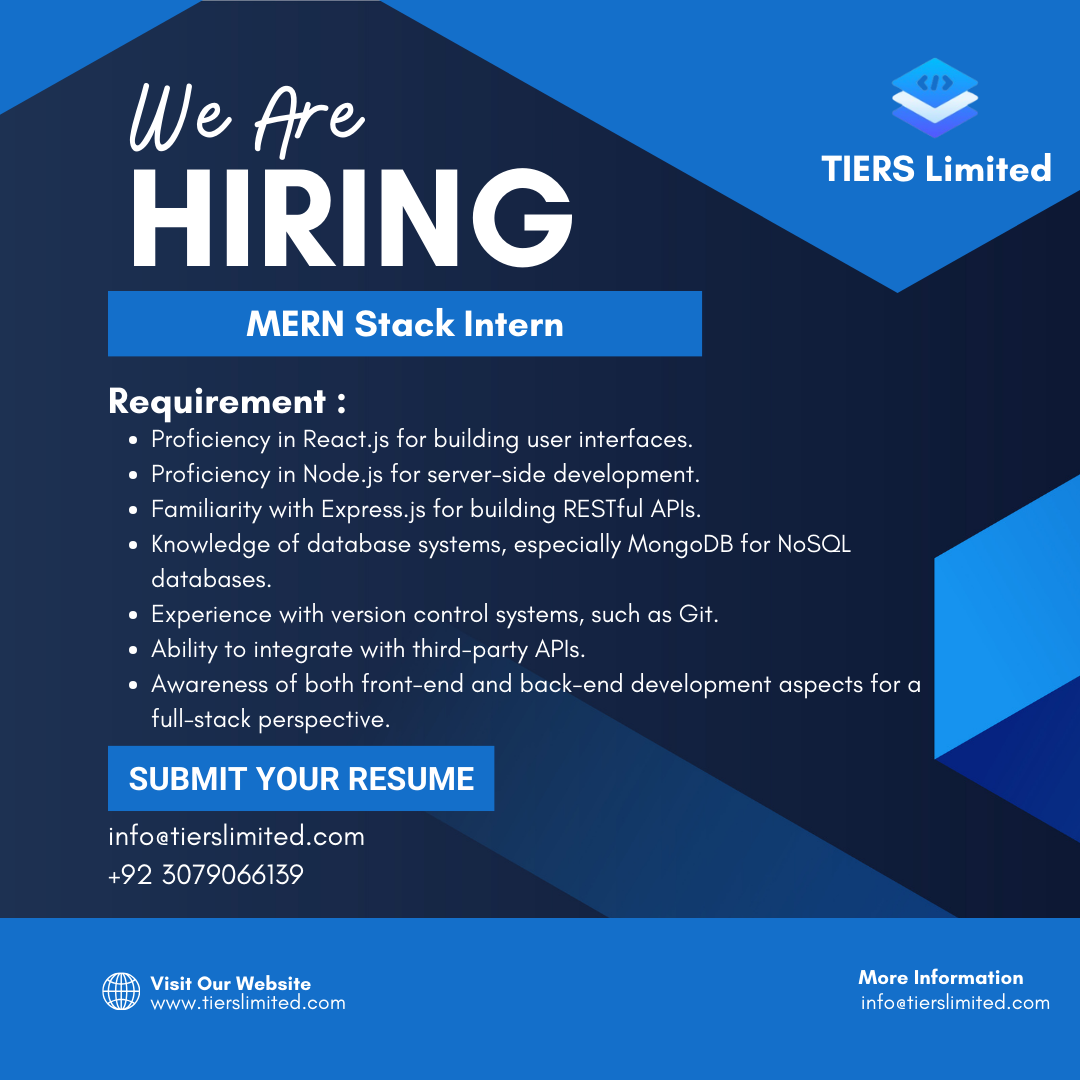 We Are
HIRING
TIERS Limited
MERN Stack Intern
Requirement :
• Proficiency in React.js for building user interfaces.
• Proficiency in Node.js for server-side development.
• Familiarity with Express.js for building RESTful APIs.
• Knowledge of database systems, especially MongoDB for NoSQL
databases.
• Experience with version control systems, such as Git.
• Ability to integrate with third-party APIs.
• Awareness of both front-end and back-end development aspects for a
full-stack perspective.
SUBMIT YOUR RESUME
info@tierslimited.com
+92 3079066139
Visit Our Website
www.tierslimited.com
More Information
info@tierslimited.com